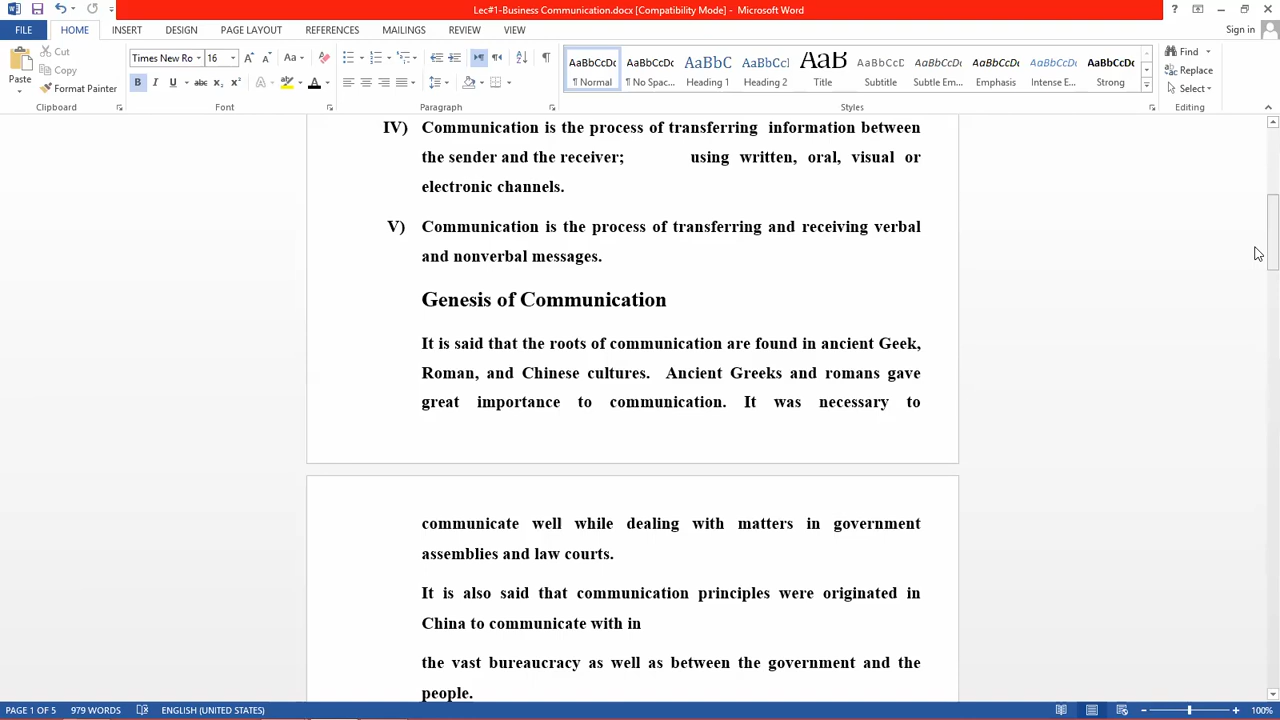 Lec#1-Business Communication.docx [Compatibility Mode] - Microsoft Word
FILE HOME INSERT DESIGN PAGE LAYOUT REFERENCES MAILINGS REVIEW VIEW Sign in
Paste
Cut
Copy
Format Painter
Clipboard
Times New Ro 16
Font
Paragraph
AaBbCcDc AaBbCcDc AaBbC AaBbCcI AaB AaBbCcD AaBbCcDc AaBbCcDc AaBbCcDc AaBbCcDc
¶ Normal ¶ No Spac... Heading 1 Heading 2 Title Subtitle Subtle Em... Emphasis Intense E... Strong
Styles
Find
Replace
Select
Editing
IV) Communication is the process of transferring information between
the sender and the receiver; using written, oral, visual or
electronic channels.
V) Communication is the process of transferring and receiving verbal
and nonverbal messages.
Genesis of Communication
It is said that the roots of communication are found in ancient Geek,
Roman, and Chinese cultures. Ancient Greeks and romans gave
great importance to communication. It was necessary to
communicate well while dealing with matters in government
assemblies and law courts.
It is also said that communication principles were originated in
China to communicate with in
the vast bureaucracy as well as between the government and the
people.
PAGE 1 OF 5 979 WORDS ENGLISH (UNITED STATES) 100%